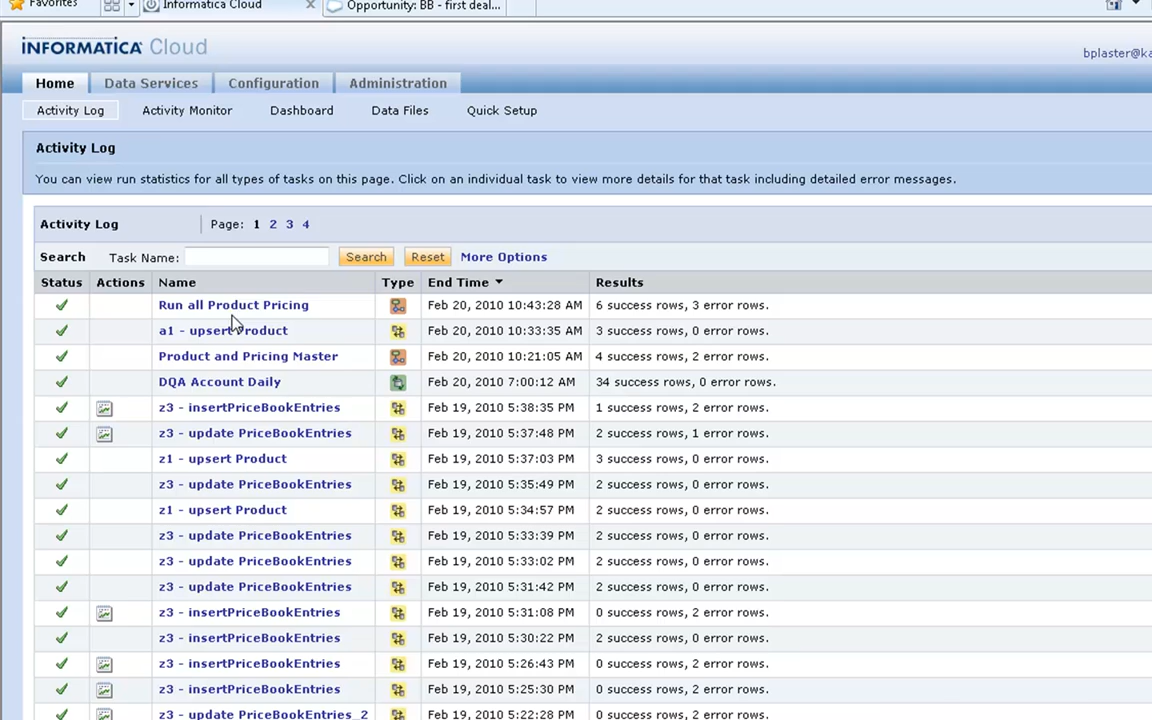 Favorites Informatica Cloud Opportunity: BB - first deal...
INFORMATICA Cloud
bplaster@ka
Home Data Services Configuration Administration
Activity Log Activity Monitor Dashboard Data Files Quick Setup
Activity Log
You can view run statistics for all types of tasks on this page. Click on an individual task to view more details for that task including detailed error messages.
Activity Log Page: 1 2 3 4
Search Task Name: Search Reset More Options
Status Actions Name Type End Time Results
Run all Product Pricing Feb 20, 2010 10:43:28 AM 6 success rows, 3 error rows.
a1 - upsert Product Feb 20, 2010 10:33:35 AM 3 success rows, 0 error rows.
Product and Pricing Master Feb 20, 2010 10:21:05 AM 4 success rows, 2 error rows.
DQA Account Daily Feb 20, 2010 7:00:12 AM 34 success rows, 0 error rows.
z3 - insertPriceBookEntries Feb 19, 2010 5:38:35 PM 1 success rows, 2 error rows.
z3 - update PriceBookEntries Feb 19, 2010 5:37:48 PM 2 success rows, 1 error rows.
z1 - upsert Product Feb 19, 2010 5:37:03 PM 3 success rows, 0 error rows.
z3 - update PriceBookEntries Feb 19, 2010 5:35:49 PM 2 success rows, 0 error rows.
z1 - upsert Product Feb 19, 2010 5:34:57 PM 2 success rows, 0 error rows.
z3 - update PriceBookEntries Feb 19, 2010 5:33:39 PM 2 success rows, 0 error rows.
z3 - update PriceBookEntries Feb 19, 2010 5:33:02 PM 2 success rows, 0 error rows.
z3 - update PriceBookEntries Feb 19, 2010 5:31:42 PM 2 success rows, 0 error rows.
z3 - insertPriceBookEntries Feb 19, 2010 5:31:08 PM 0 success rows, 2 error rows.
z3 - insertPriceBookEntries Feb 19, 2010 5:30:22 PM 2 success rows, 0 error rows.
z3 - insertPriceBookEntries Feb 19, 2010 5:26:43 PM 0 success rows, 2 error rows.
z3 - insertPriceBookEntries Feb 19, 2010 5:25:30 PM 0 success rows, 2 error rows.
z3 - update PriceBookEntries_2 Feb 19, 2010 5:22:28 PM 0 success rows, 2 error rows.